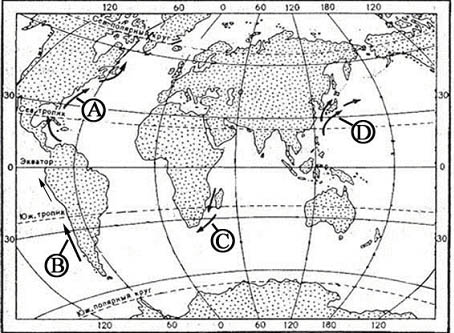 120 60 0 60 120 180 120
Сев. полярный круг
30 30
A
Сев. тропик
D
Экватор
0 0
Юж. тропик
C
30 30
B
Юж. полярный круг
120 60 0 60 120 180 120